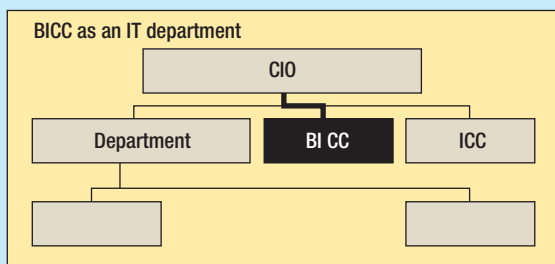 BICC as an IT department
CIO
Department
BI CC
ICC